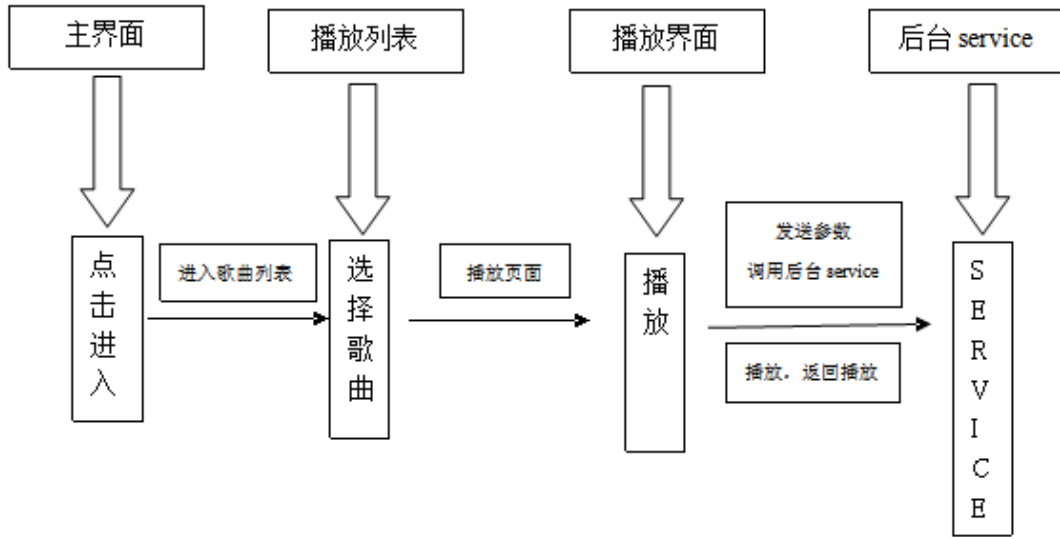 主界面
播放列表
播放界面
后台 service
点击进入
进入歌曲列表
选择歌曲
播放页面
播放
发送参数
调用后台 service
播放，返回播放
SERVICE